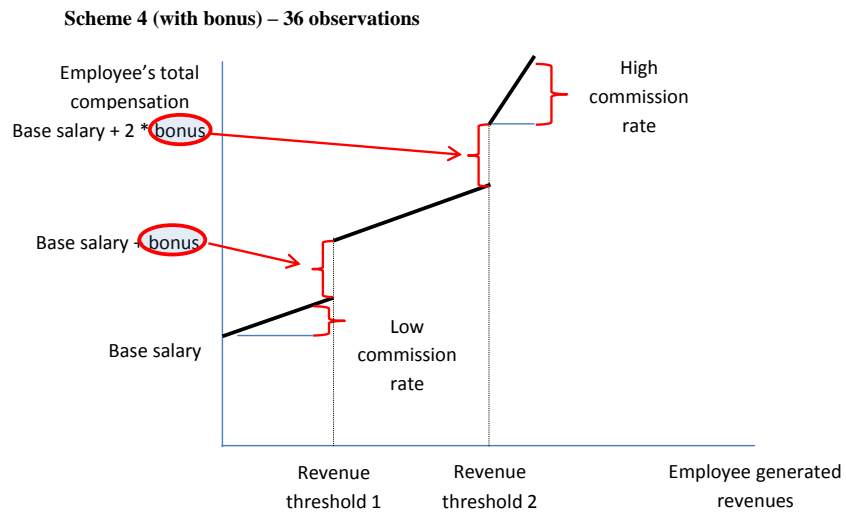 Scheme 4 (with bonus) – 36 observations
Employee's total
compensation
Base salary + 2 * bonus
High
commission
rate
Base salary + bonus
Low
commission
rate
Base salary
Revenue
threshold 1
Revenue
threshold 2
Employee generated
revenues